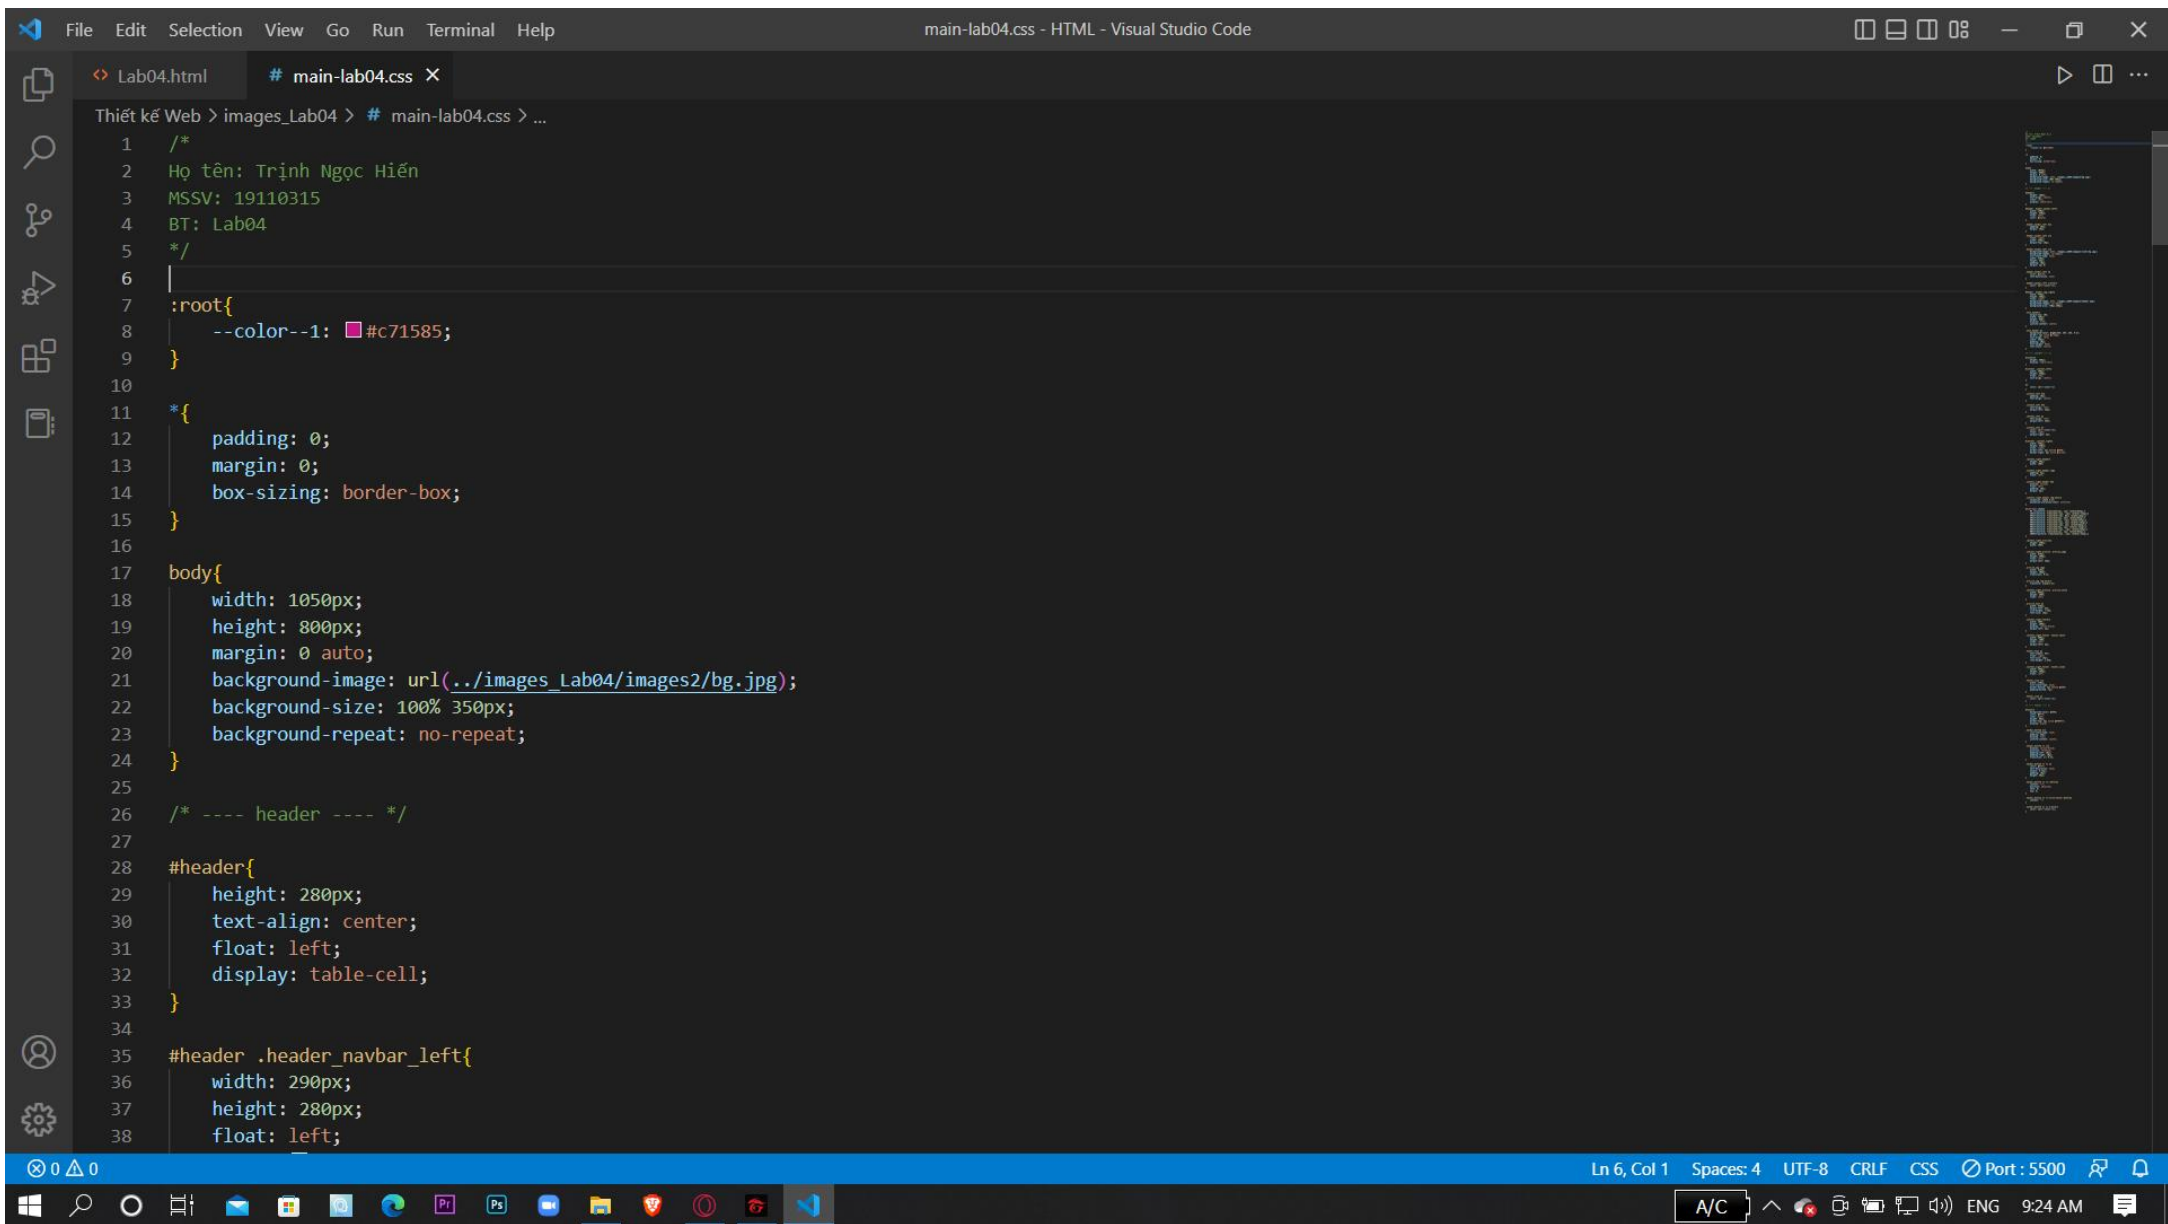 File Edit Selection View Go Run Terminal Help main-lab04.css - HTML - Visual Studio Code
Lab04.html # main-lab04.css
Thiết kế Web > images_Lab04 > # main-lab04.css > ...
1 /*
2 Họ tên: Trịnh Ngọc Hiến
3 MSSV: 19110315
4 BT: Lab04
5 */
6
7 :root{
8 --color--1: #c71585;
9 }
10
11 *{
12 padding: 0;
13 margin: 0;
14 box-sizing: border-box;
15 }
16
17 body{
18 width: 1050px;
19 height: 800px;
20 margin: 0 auto;
21 background-image: url(../images_Lab04/images2/bg.jpg);
22 background-size: 100% 350px;
23 background-repeat: no-repeat;
24 }
25
26 /* ---- header ---- */
27
28 #header{
29 height: 280px;
30 text-align: center;
31 float: left;
32 display: table-cell;
33 }
34
35 #header .header_navbar_left{
36 width: 290px;
37 height: 280px;
38 float: left;
0 0 Ln 6, Col 1 Spaces: 4 UTF-8 CRLF CSS Port : 5500
Pr Ps A/C ENG 9:24 AM